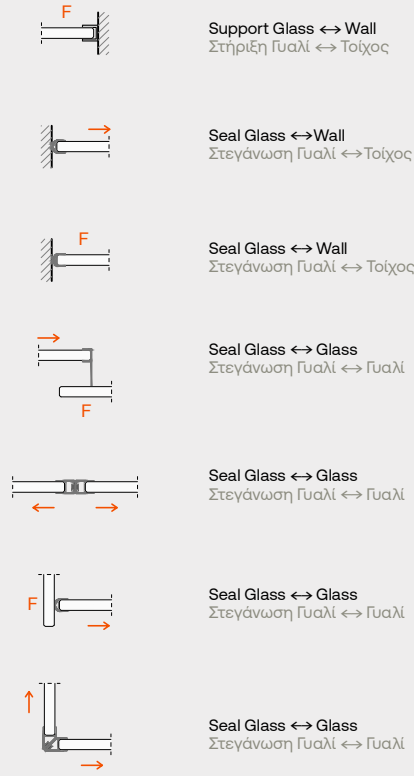 F
Support Glass ↔ Wall
Στήριξη Γυαλί ↔ Τοίχος
Seal Glass ↔Wall
Στεγάνωση Γυαλί ↔Τοίχος
F
Seal Glass ↔ Wall
Στεγάνωση Γυαλί ↔ Τοίχος
Seal Glass ↔ Glass
Στεγάνωση Γυαλί ↔ Γυαλί
F
Seal Glass ↔ Glass
Στεγάνωση Γυαλί ↔ Γυαλί
F
Seal Glass ↔ Glass
Στεγάνωση Γυαλί ↔ Γυαλί
Seal Glass ↔ Glass
Στεγάνωση Γυαλί ↔ Γυαλί